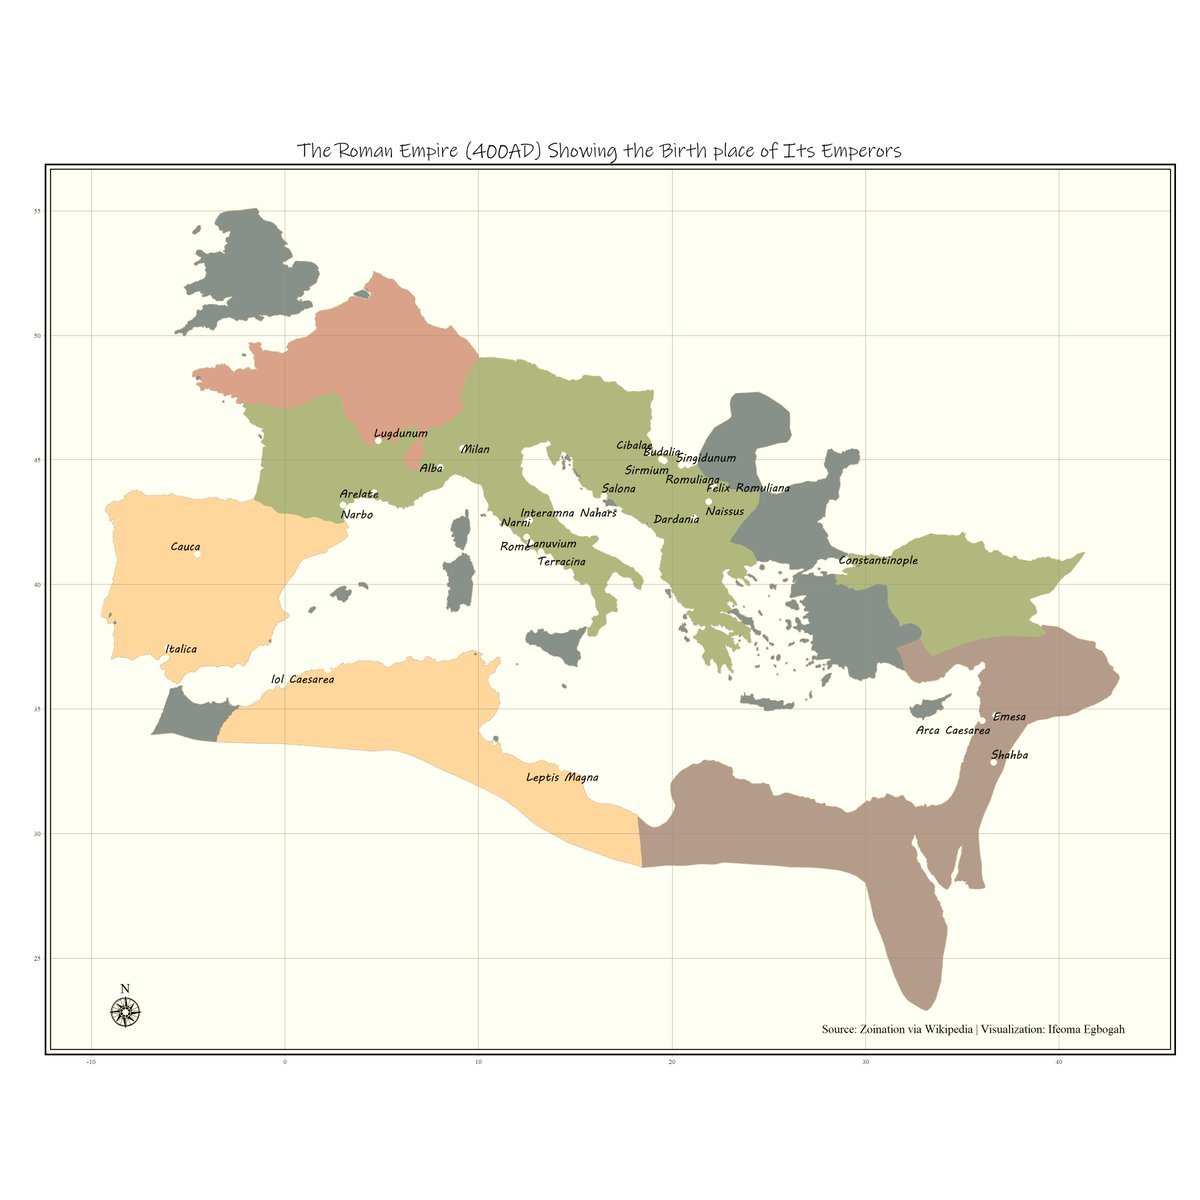 The Roman Empire (400AD) Showing the Birth place of Its Emperors
55
50
45
40
35
30
25
Lugdunum
Milan
Alba
Arelate
Narbo
Cauca
Italica
Iol Caesarea
Leptis Magna
Cibalae
Budalia
Singidunum
Sirmium
Romuliana
Felix Romuliana
Salona
Naissus
Dardania
Interamna Nahars
Narni
Rome
Lanuvium
Terracina
Constantinople
Emesa
Arca Caesarea
Shahba
N
Source: Zoination via Wikipedia | Visualization: Ifeoma Egbogah
-10 0 10 20 30 40